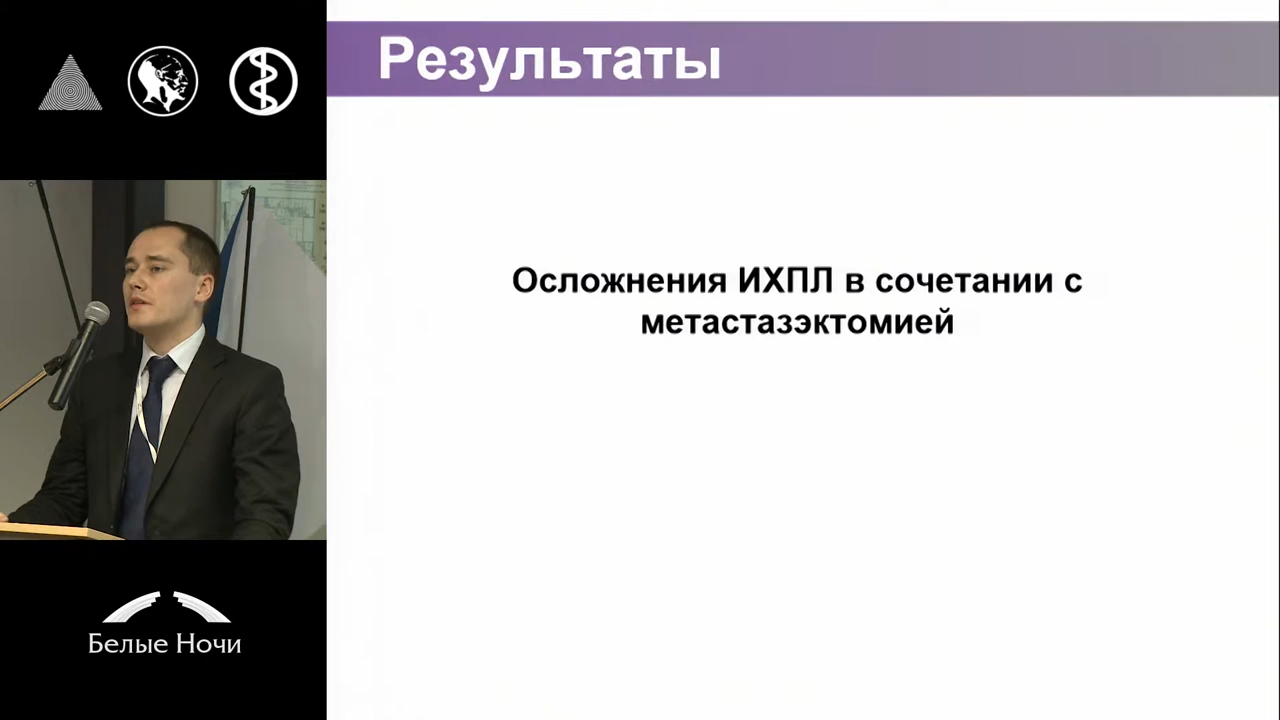 Результаты
Осложнения ИХПЛ в сочетании с
метастазэктомией
Белые Ночи